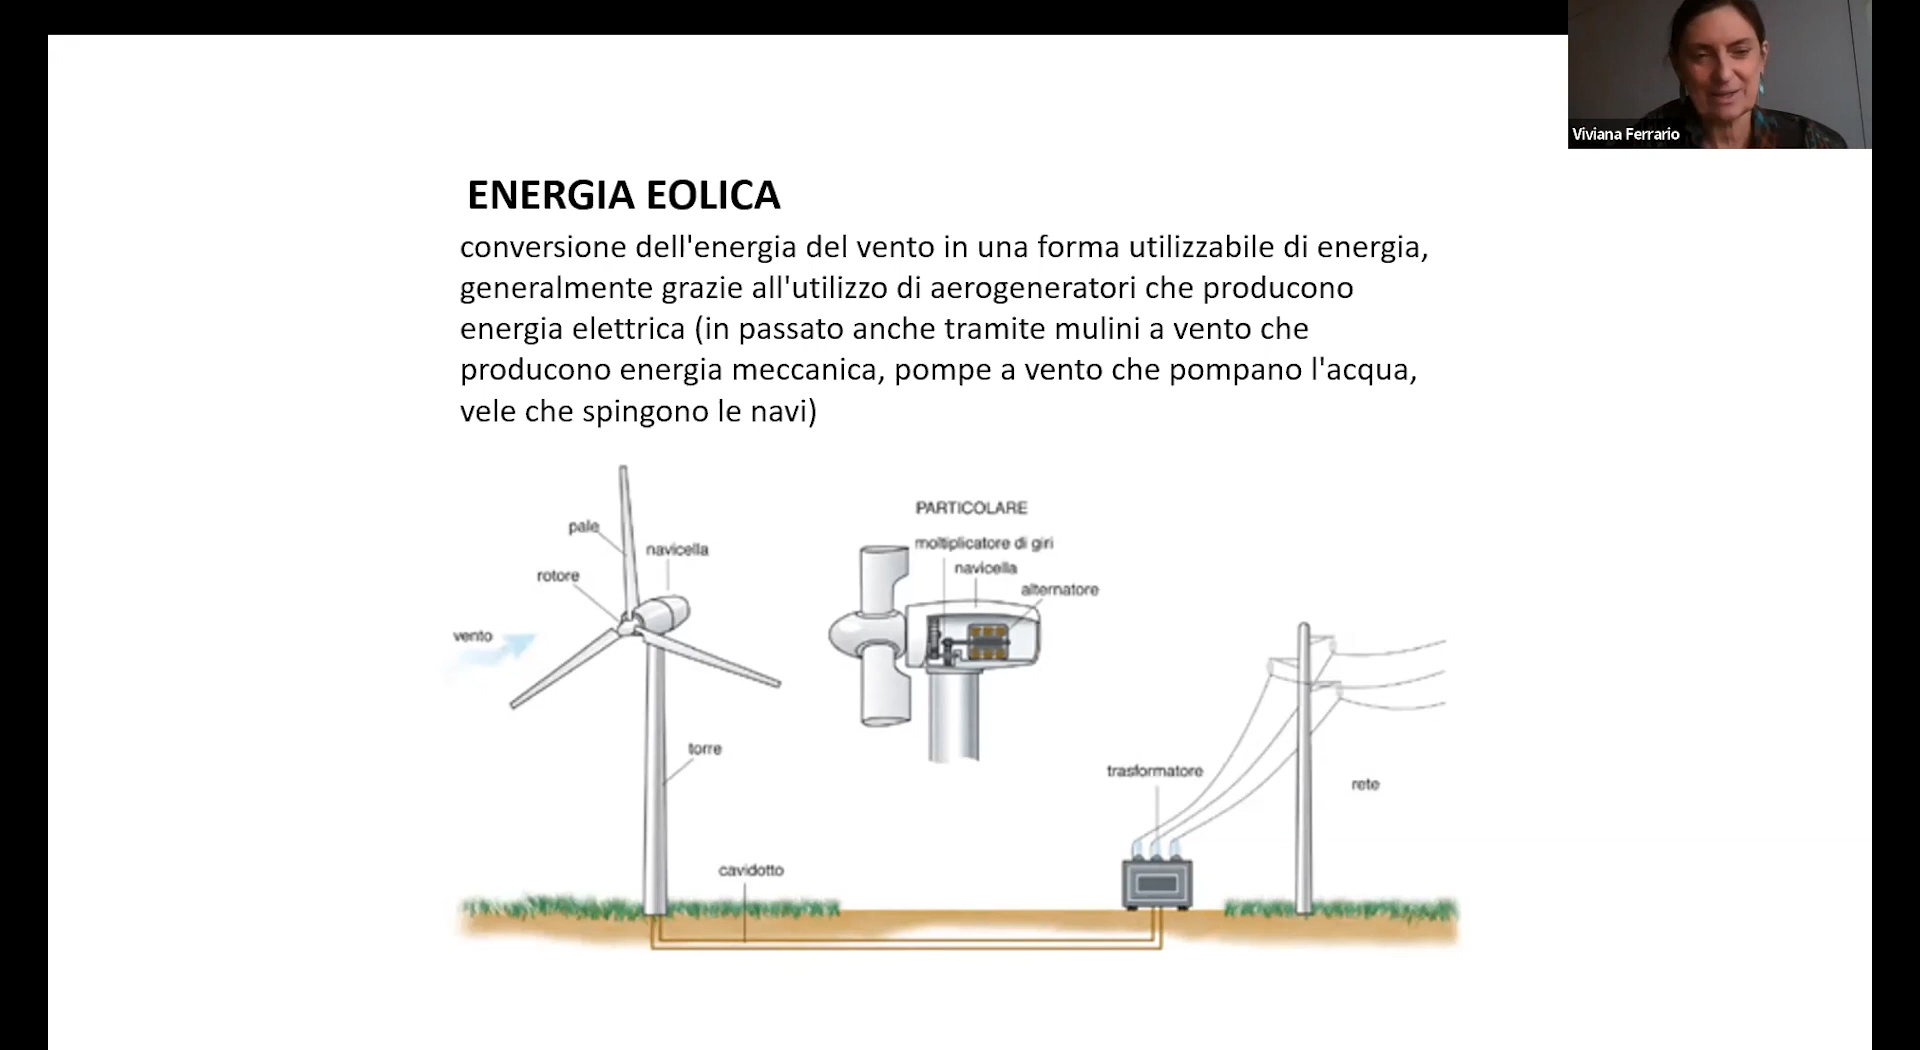 Viviana Ferrario
ENERGIA EOLICA
conversione dell'energia del vento in una forma utilizzabile di energia,
generalmente grazie all'utilizzo di aerogeneratori che producono
energia elettrica (in passato anche tramite mulini a vento che
producono energia meccanica, pompe a vento che pompano l'acqua,
vele che spingono le navi)
pale
navicella
rotore
vento
torre
cavidotto
PARTICOLARE
moltiplicatore di giri
navicella
alternatore
trasformatore
rete